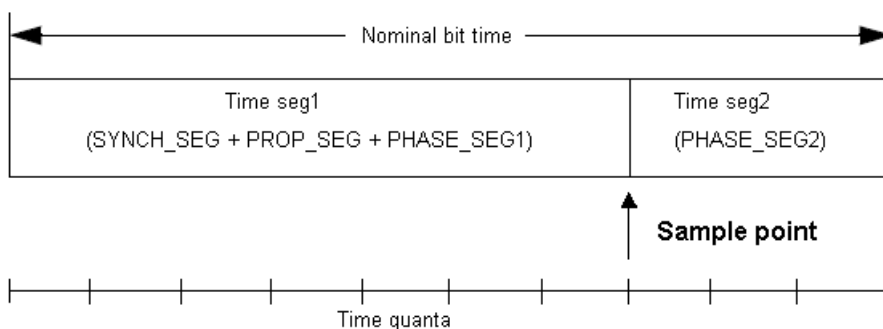 Nominal bit time
Time seg1
(SYNCH_SEG + PROP_SEG + PHASE_SEG1)
Time seg2
(PHASE_SEG2)
Sample point
Time quanta